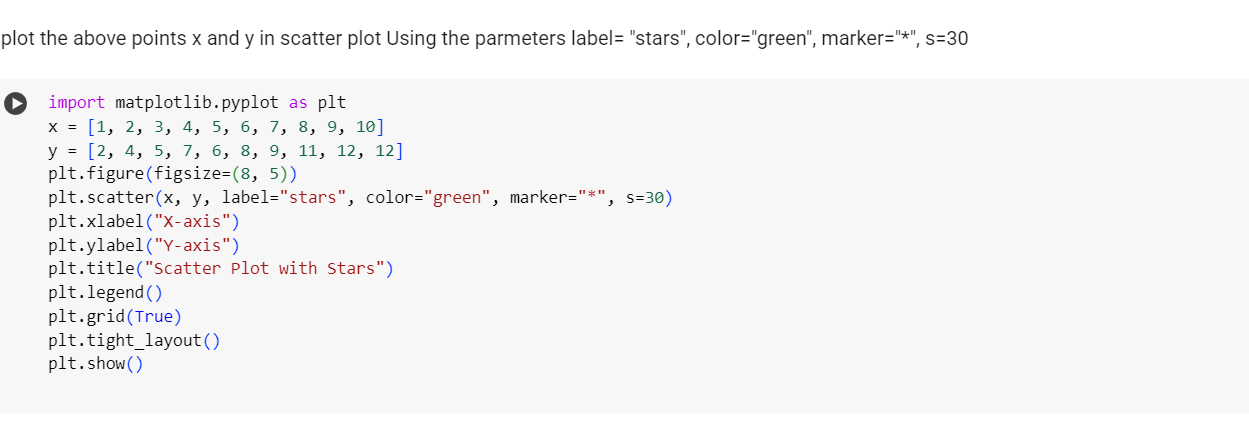 plot the above points x and y in scatter plot Using the parmeters label= "stars", color="green", marker="*", s=30
import matplotlib.pyplot as plt
x = [1, 2, 3, 4, 5, 6, 7, 8, 9, 10]
y = [2, 4, 5, 7, 6, 8, 9, 11, 12, 12]
plt.figure(figsize=(8, 5))
plt.scatter(x, y, label="stars", color="green", marker="*", s=30)
plt.xlabel("X-axis")
plt.ylabel("Y-axis")
plt.title("Scatter Plot with Stars")
plt.legend()
plt.grid(True)
plt.tight_layout()
plt.show()